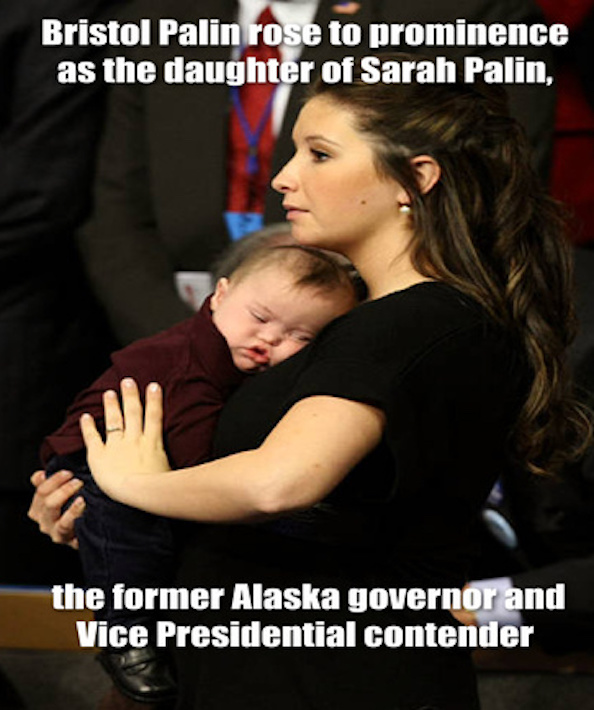 Bristol Palin rose to prominence
as the daughter of Sarah Palin,
the former Alaska governor and
Vice Presidential contender